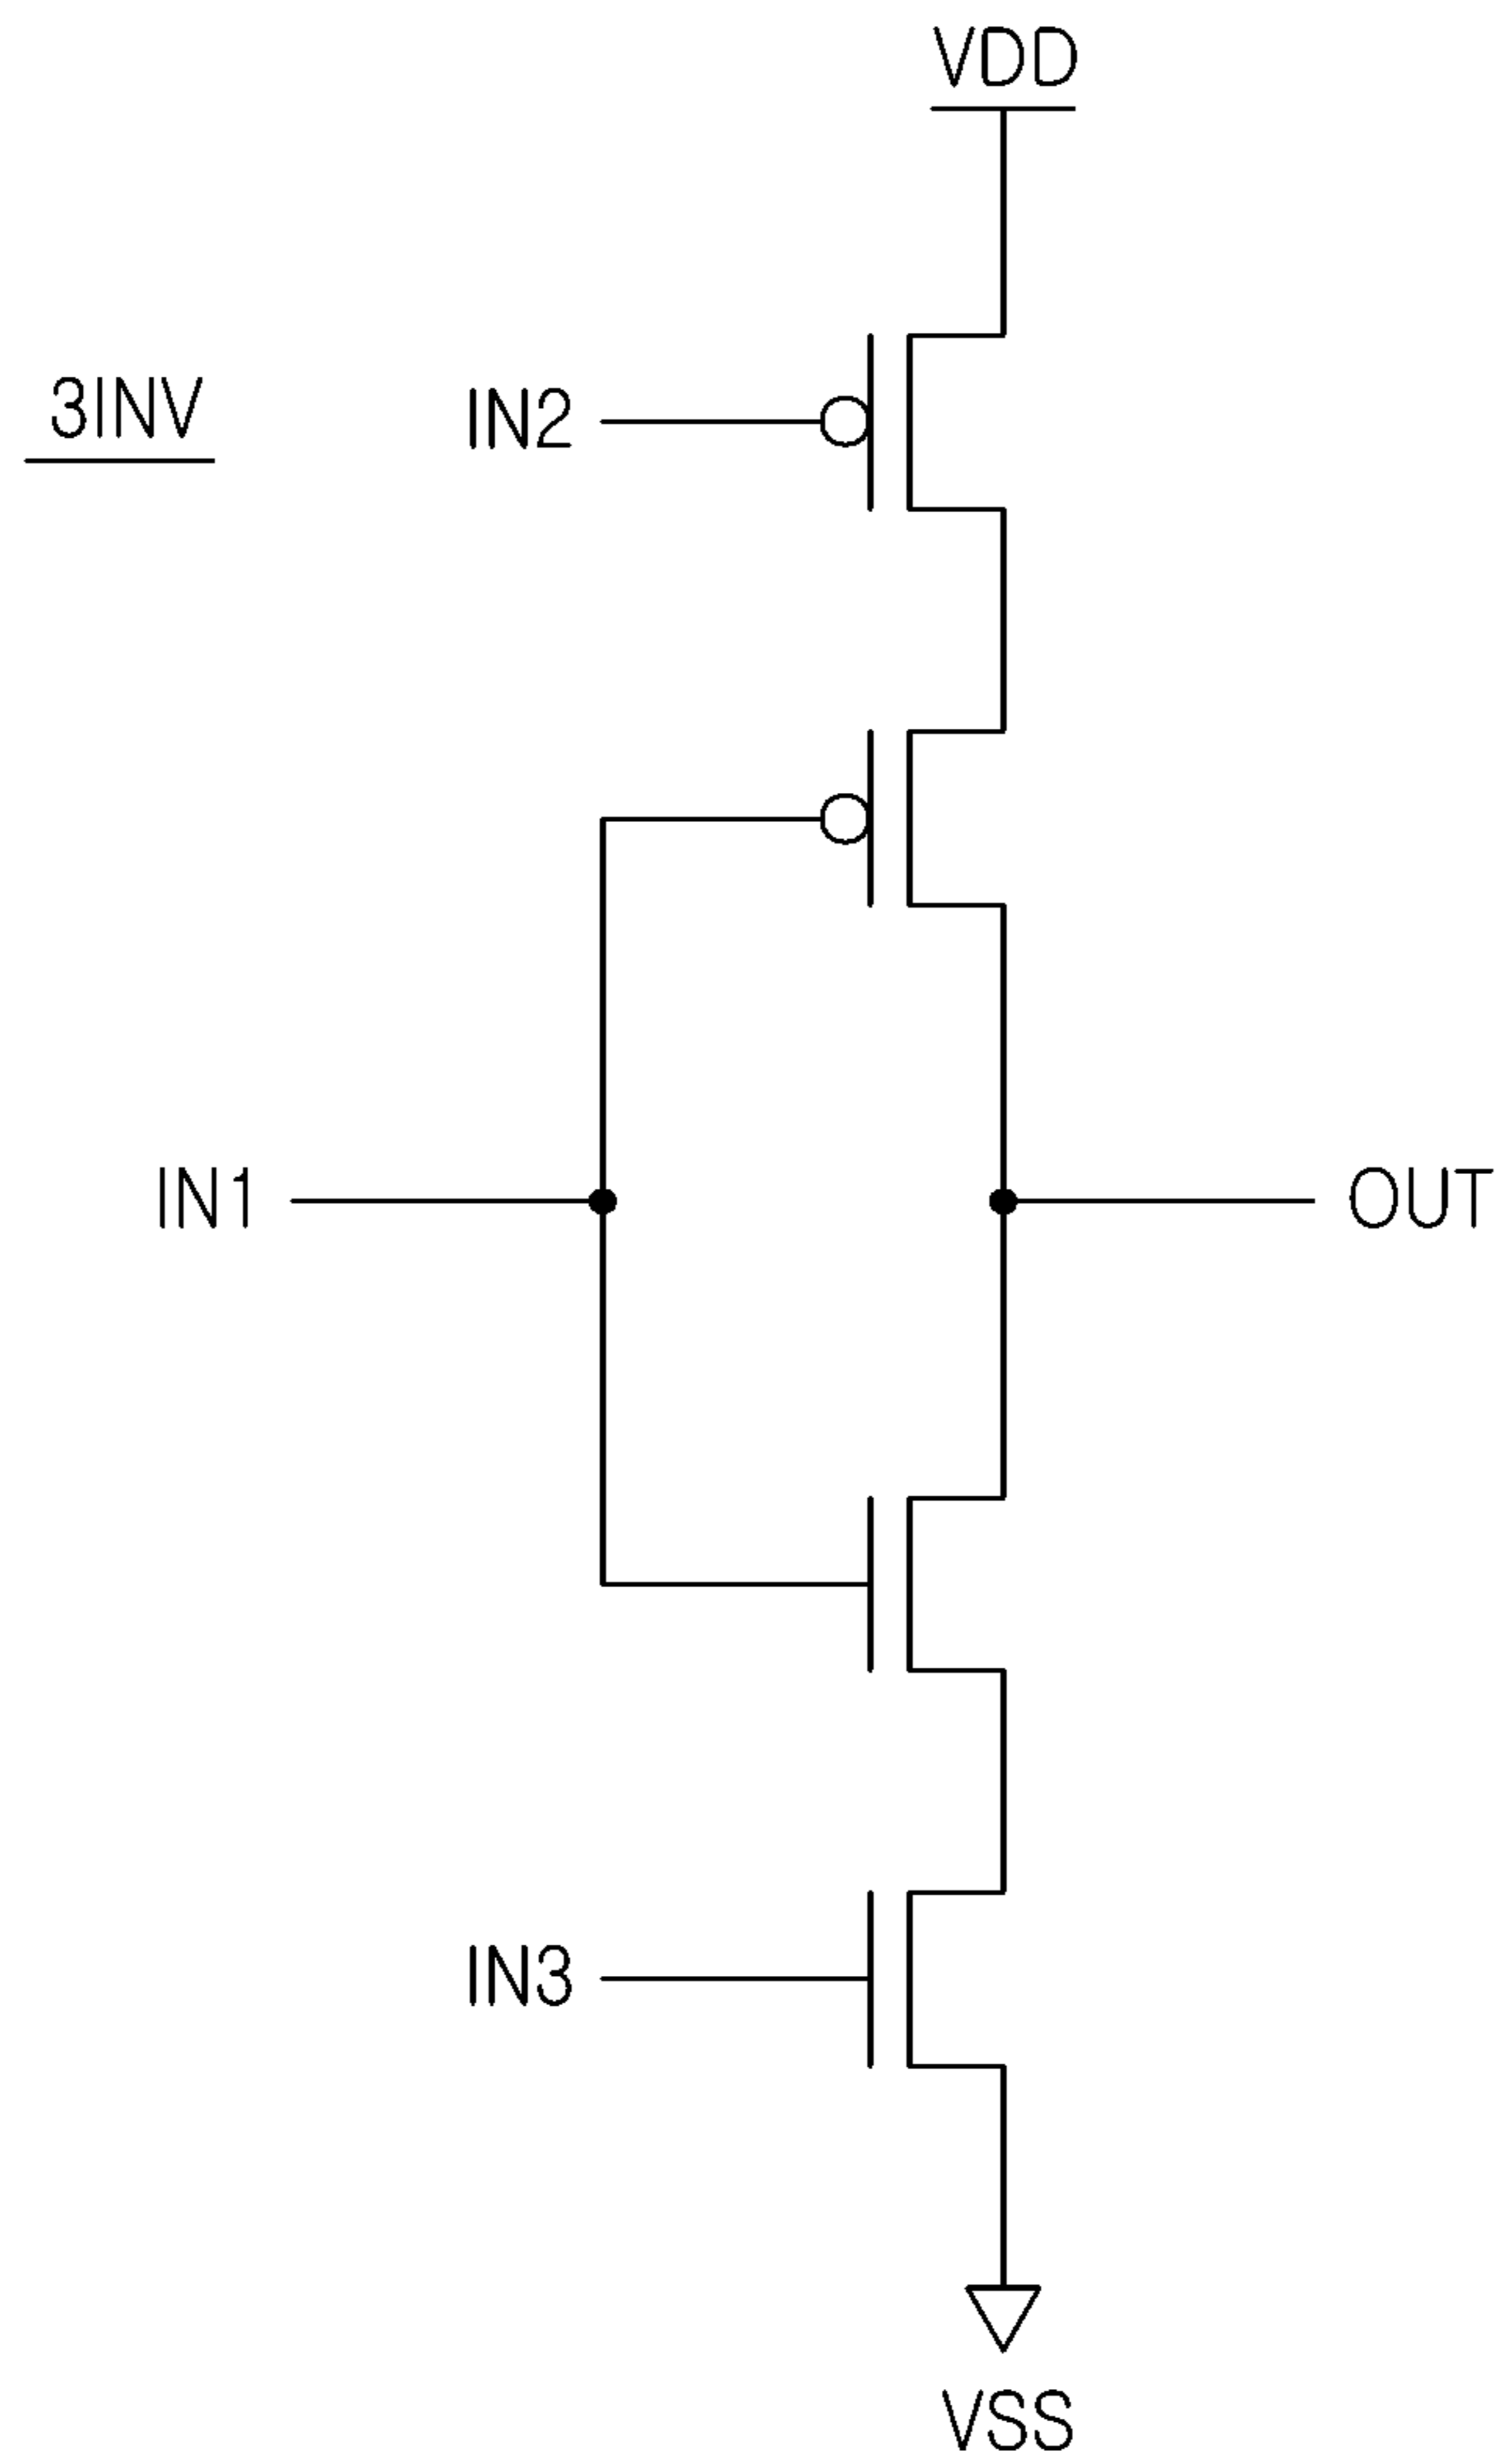 VDD
3INV
IN2
IN1
OUT
IN3
VSS